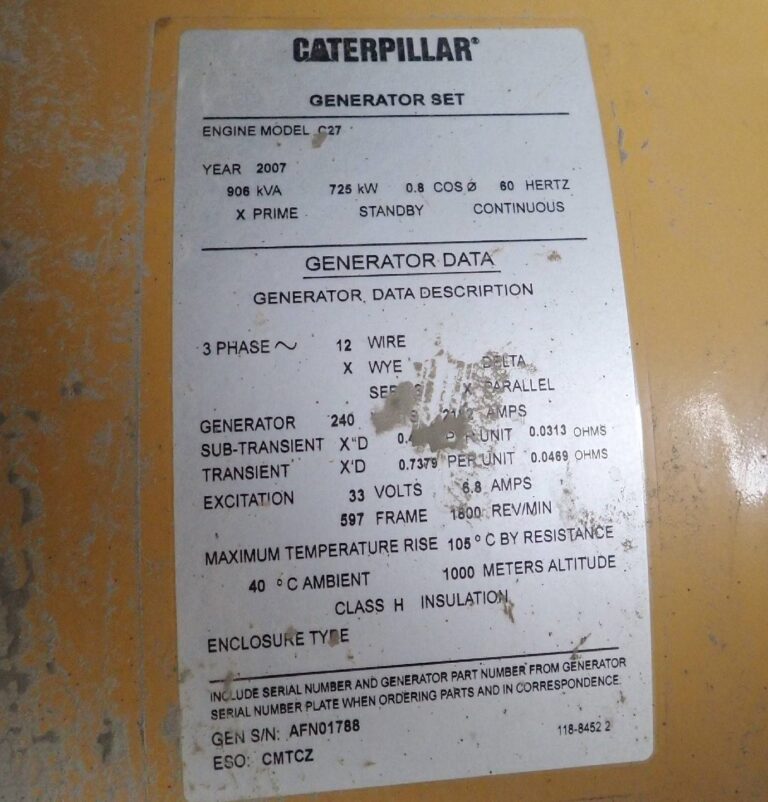 CATERPILLAR®
GENERATOR SET
ENGINE MODEL C27
YEAR 2007
906 kVA 725 kW 0.8 COS Ø 60 HERTZ
X PRIME STANDBY CONTINUOUS
GENERATOR DATA
GENERATOR DATA DESCRIPTION
3 PHASE ~ 12 WIRE
X WYE DELTA
X PARALLEL
GENERATOR 240 AMPS
SUB-TRANSIENT X"D PER UNIT 0.0313 OHMS
TRANSIENT X'D 0.7379 PER UNIT 0.0469 OHMS
EXCITATION 33 VOLTS 6.8 AMPS
597 FRAME 1800 REV/MIN
MAXIMUM TEMPERATURE RISE 105 °C BY RESISTANCE
40 °C AMBIENT 1000 METERS ALTITUDE
CLASS H INSULATION
ENCLOSURE TYPE
INCLUDE SERIAL NUMBER AND GENERATOR PART NUMBER FROM GENERATOR
SERIAL NUMBER PLATE WHEN ORDERING PARTS AND IN CORRESPONDENCE.
GEN S/N: AFN01788
118-8452 2
ESO: CMTCZ